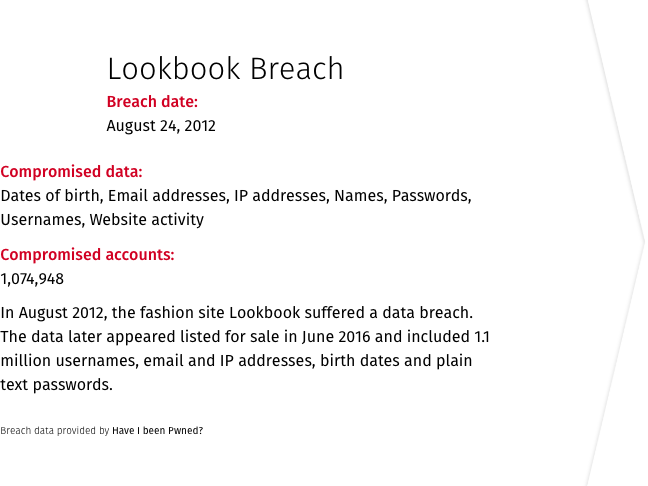 Lookbook Breach
Breach date:
August 24, 2012
Compromised data:
Dates of birth, Email addresses, IP addresses, Names, Passwords,
Usernames, Website activity
Compromised accounts:
1,074,948
In August 2012, the fashion site Lookbook suffered a data breach.
The data later appeared listed for sale in June 2016 and included 1.1
million usernames, email and IP addresses, birth dates and plain
text passwords.
Breach data provided by Have I been Pwned?